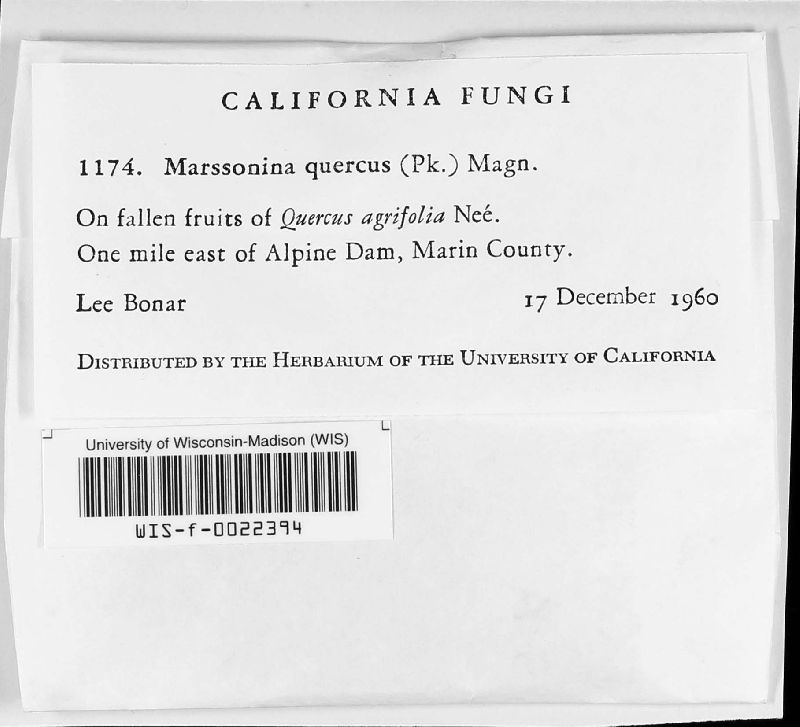 CALIFORNIA FUNGI
1174. Marssonina quercus (Pk.) Magn.
On fallen fruits of Quercus agrifolia Neé.
One mile east of Alpine Dam, Marin County.
Lee Bonar 17 December 1960
DISTRIBUTED BY THE HERBARIUM OF THE UNIVERSITY OF CALIFORNIA
University of Wisconsin-Madison (WIS)
WIS-f-0022394